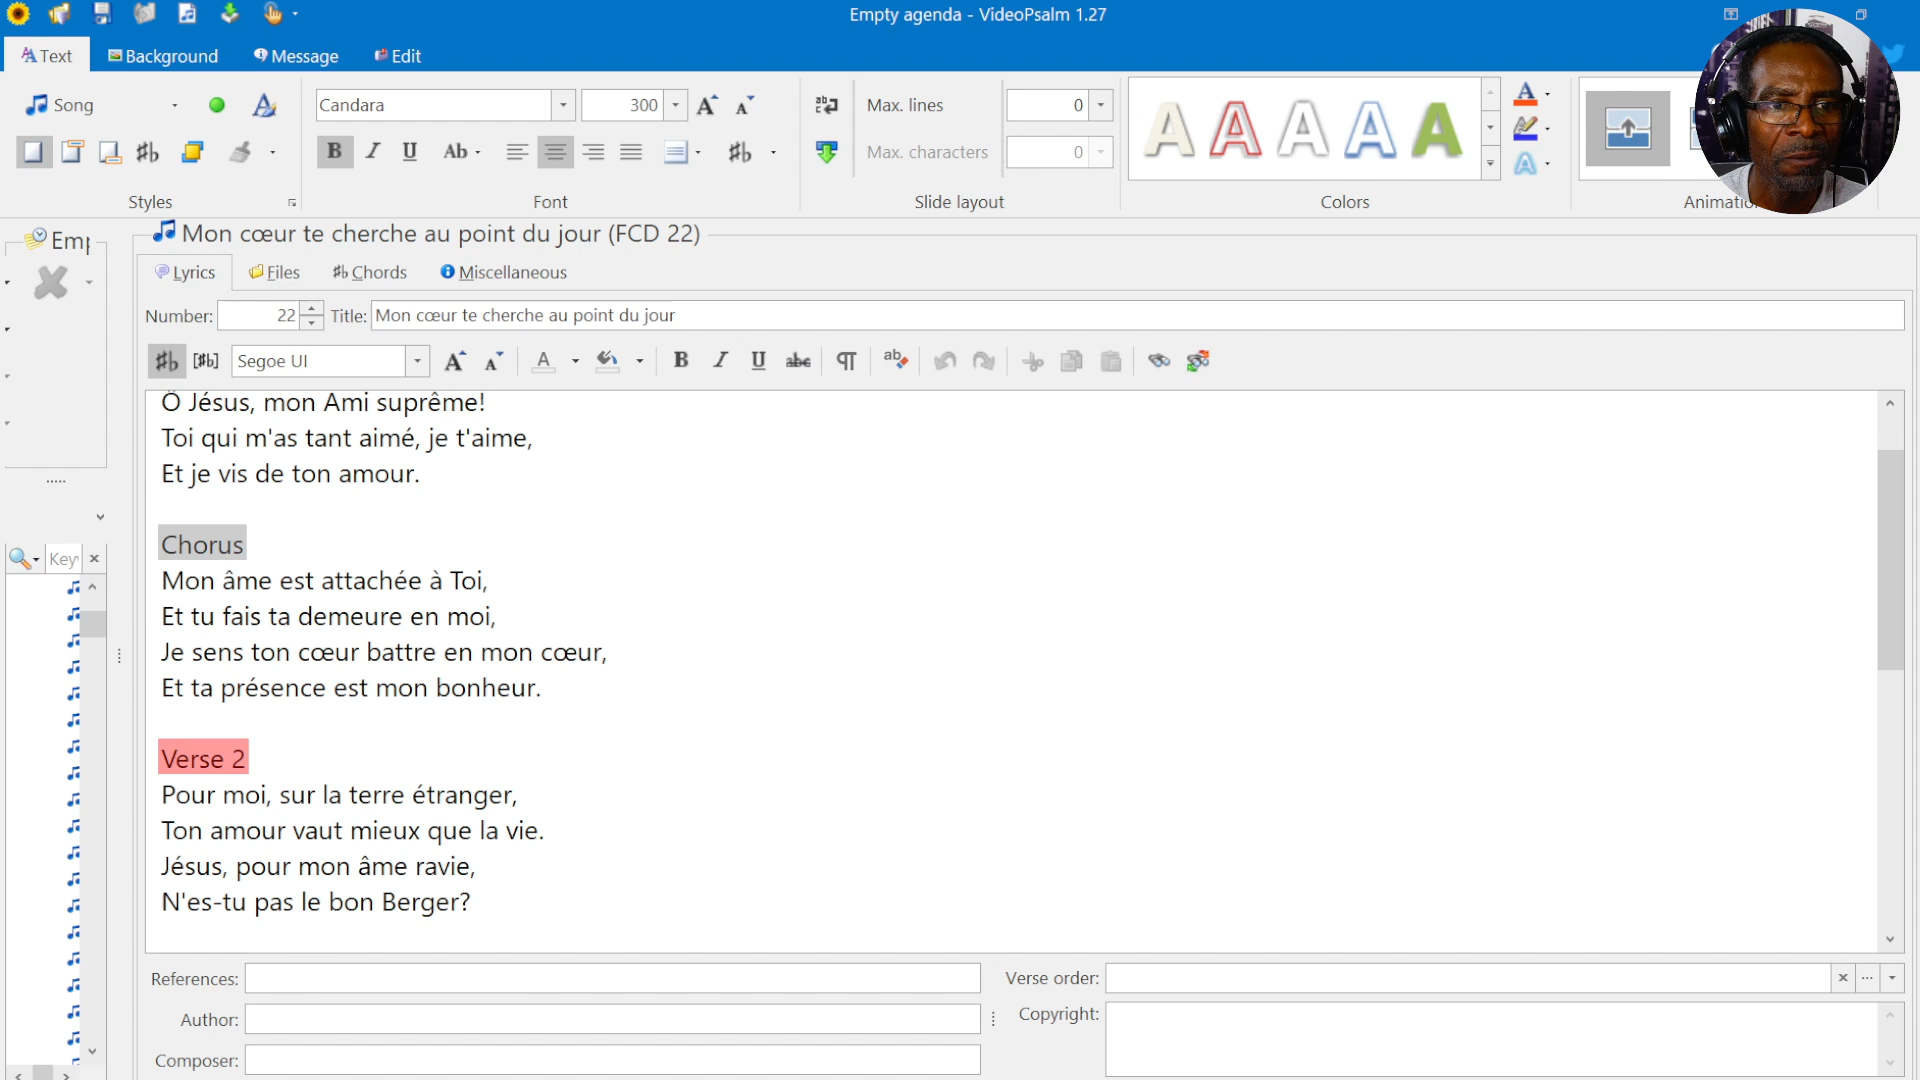 Empty agenda - VideoPsalm 1.27
Text
Background
Message
Edit
Song
Candara
300
Max. lines
0
Max. characters
0
Styles
Font
Slide layout
Colors
Mon cœur te cherche au point du jour (FCD 22)
Lyrics
Files
Chords
Miscellaneous
Number: 22
Title: Mon cœur te cherche au point du jour
Segoe UI
Ô Jésus, mon Ami suprême!
Toi qui m'as tant aimé, je t'aime,
Et je vis de ton amour.
Chorus
Mon âme est attachée à Toi,
Et tu fais ta demeure en moi,
Je sens ton cœur battre en mon cœur,
Et ta présence est mon bonheur.
Verse 2
Pour moi, sur la terre étranger,
Ton amour vaut mieux que la vie.
Jésus, pour mon âme ravie,
N'es-tu pas le bon Berger?
References:
Verse order:
Author:
Copyright:
Composer: